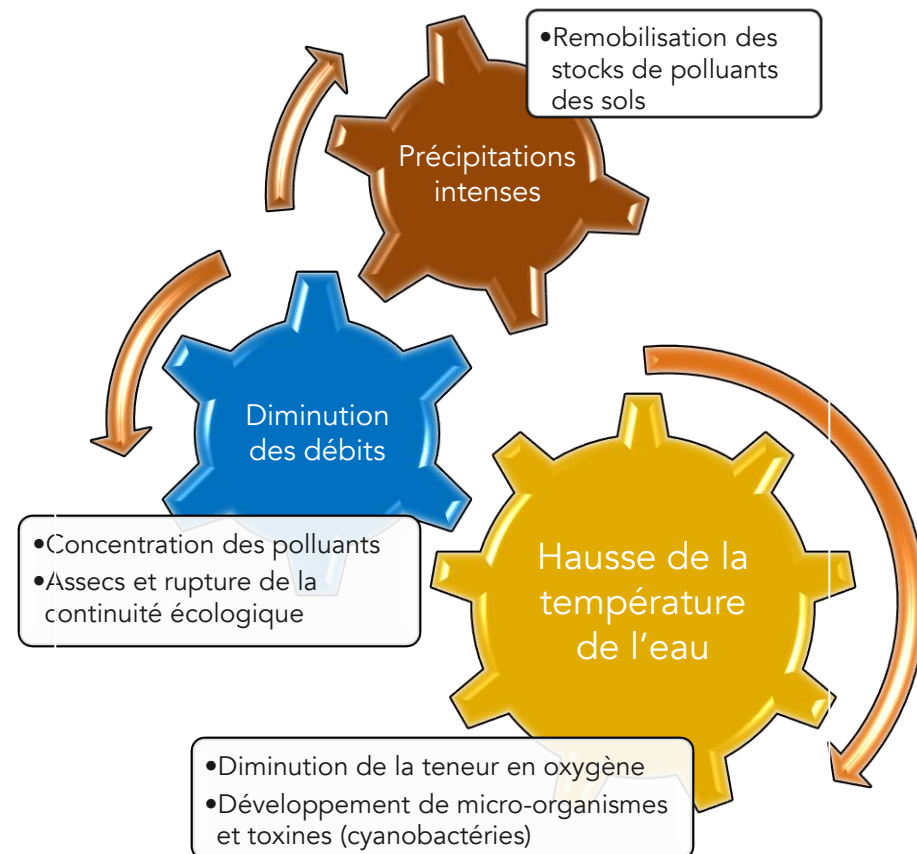 •Remobilisation des
stocks de polluants
des sols
Précipitations
intenses
Diminution
des débits
•Concentration des polluants
•Assecs et rupture de la
continuité écologique
Hausse de la
température
de l’eau
•Diminution de la teneur en oxygène
•Développement de micro-organismes
et toxines (cyanobactéries)